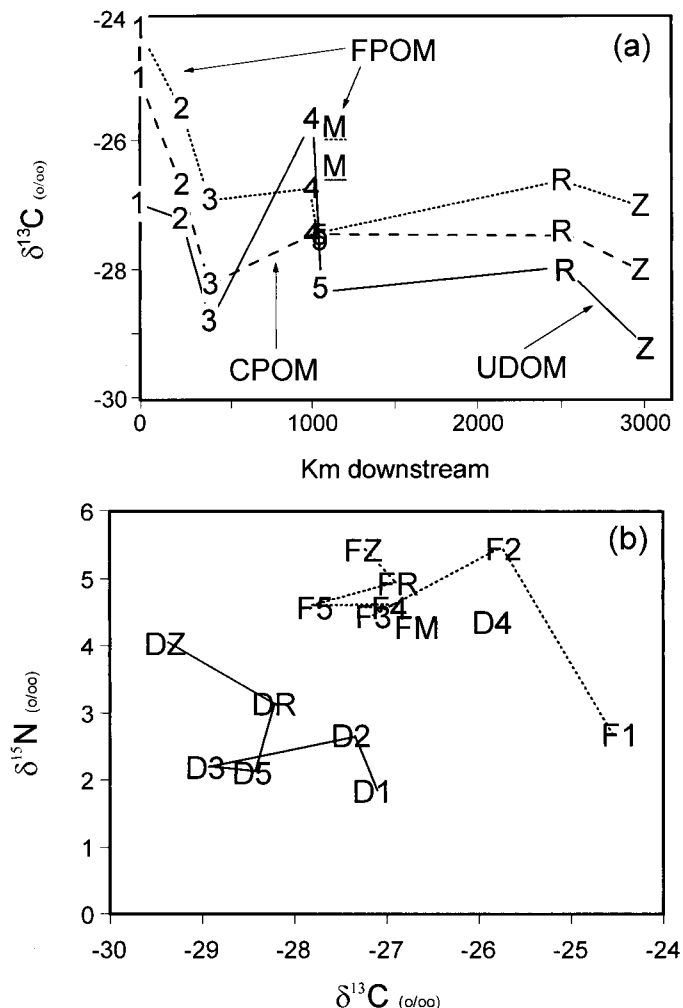 (a)
-24
-26
-28
-30
δ¹³C (o/oo)
FPOM
CPOM
UDOM
1
1
1
2
2
2
3
3
3
4
4
4
M
M
5
5
R
R
R
Z
Z
Z
0
1000
2000
3000
Km downstream
(b)
6
5
4
3
2
1
0
δ¹⁵N (o/oo)
FZ
F2
FR
F5
F4
F3
FM
D4
DZ
DR
D2
F1
D3
D5
D1
-30
-29
-28
-27
-26
-25
-24
δ¹³C (o/oo)